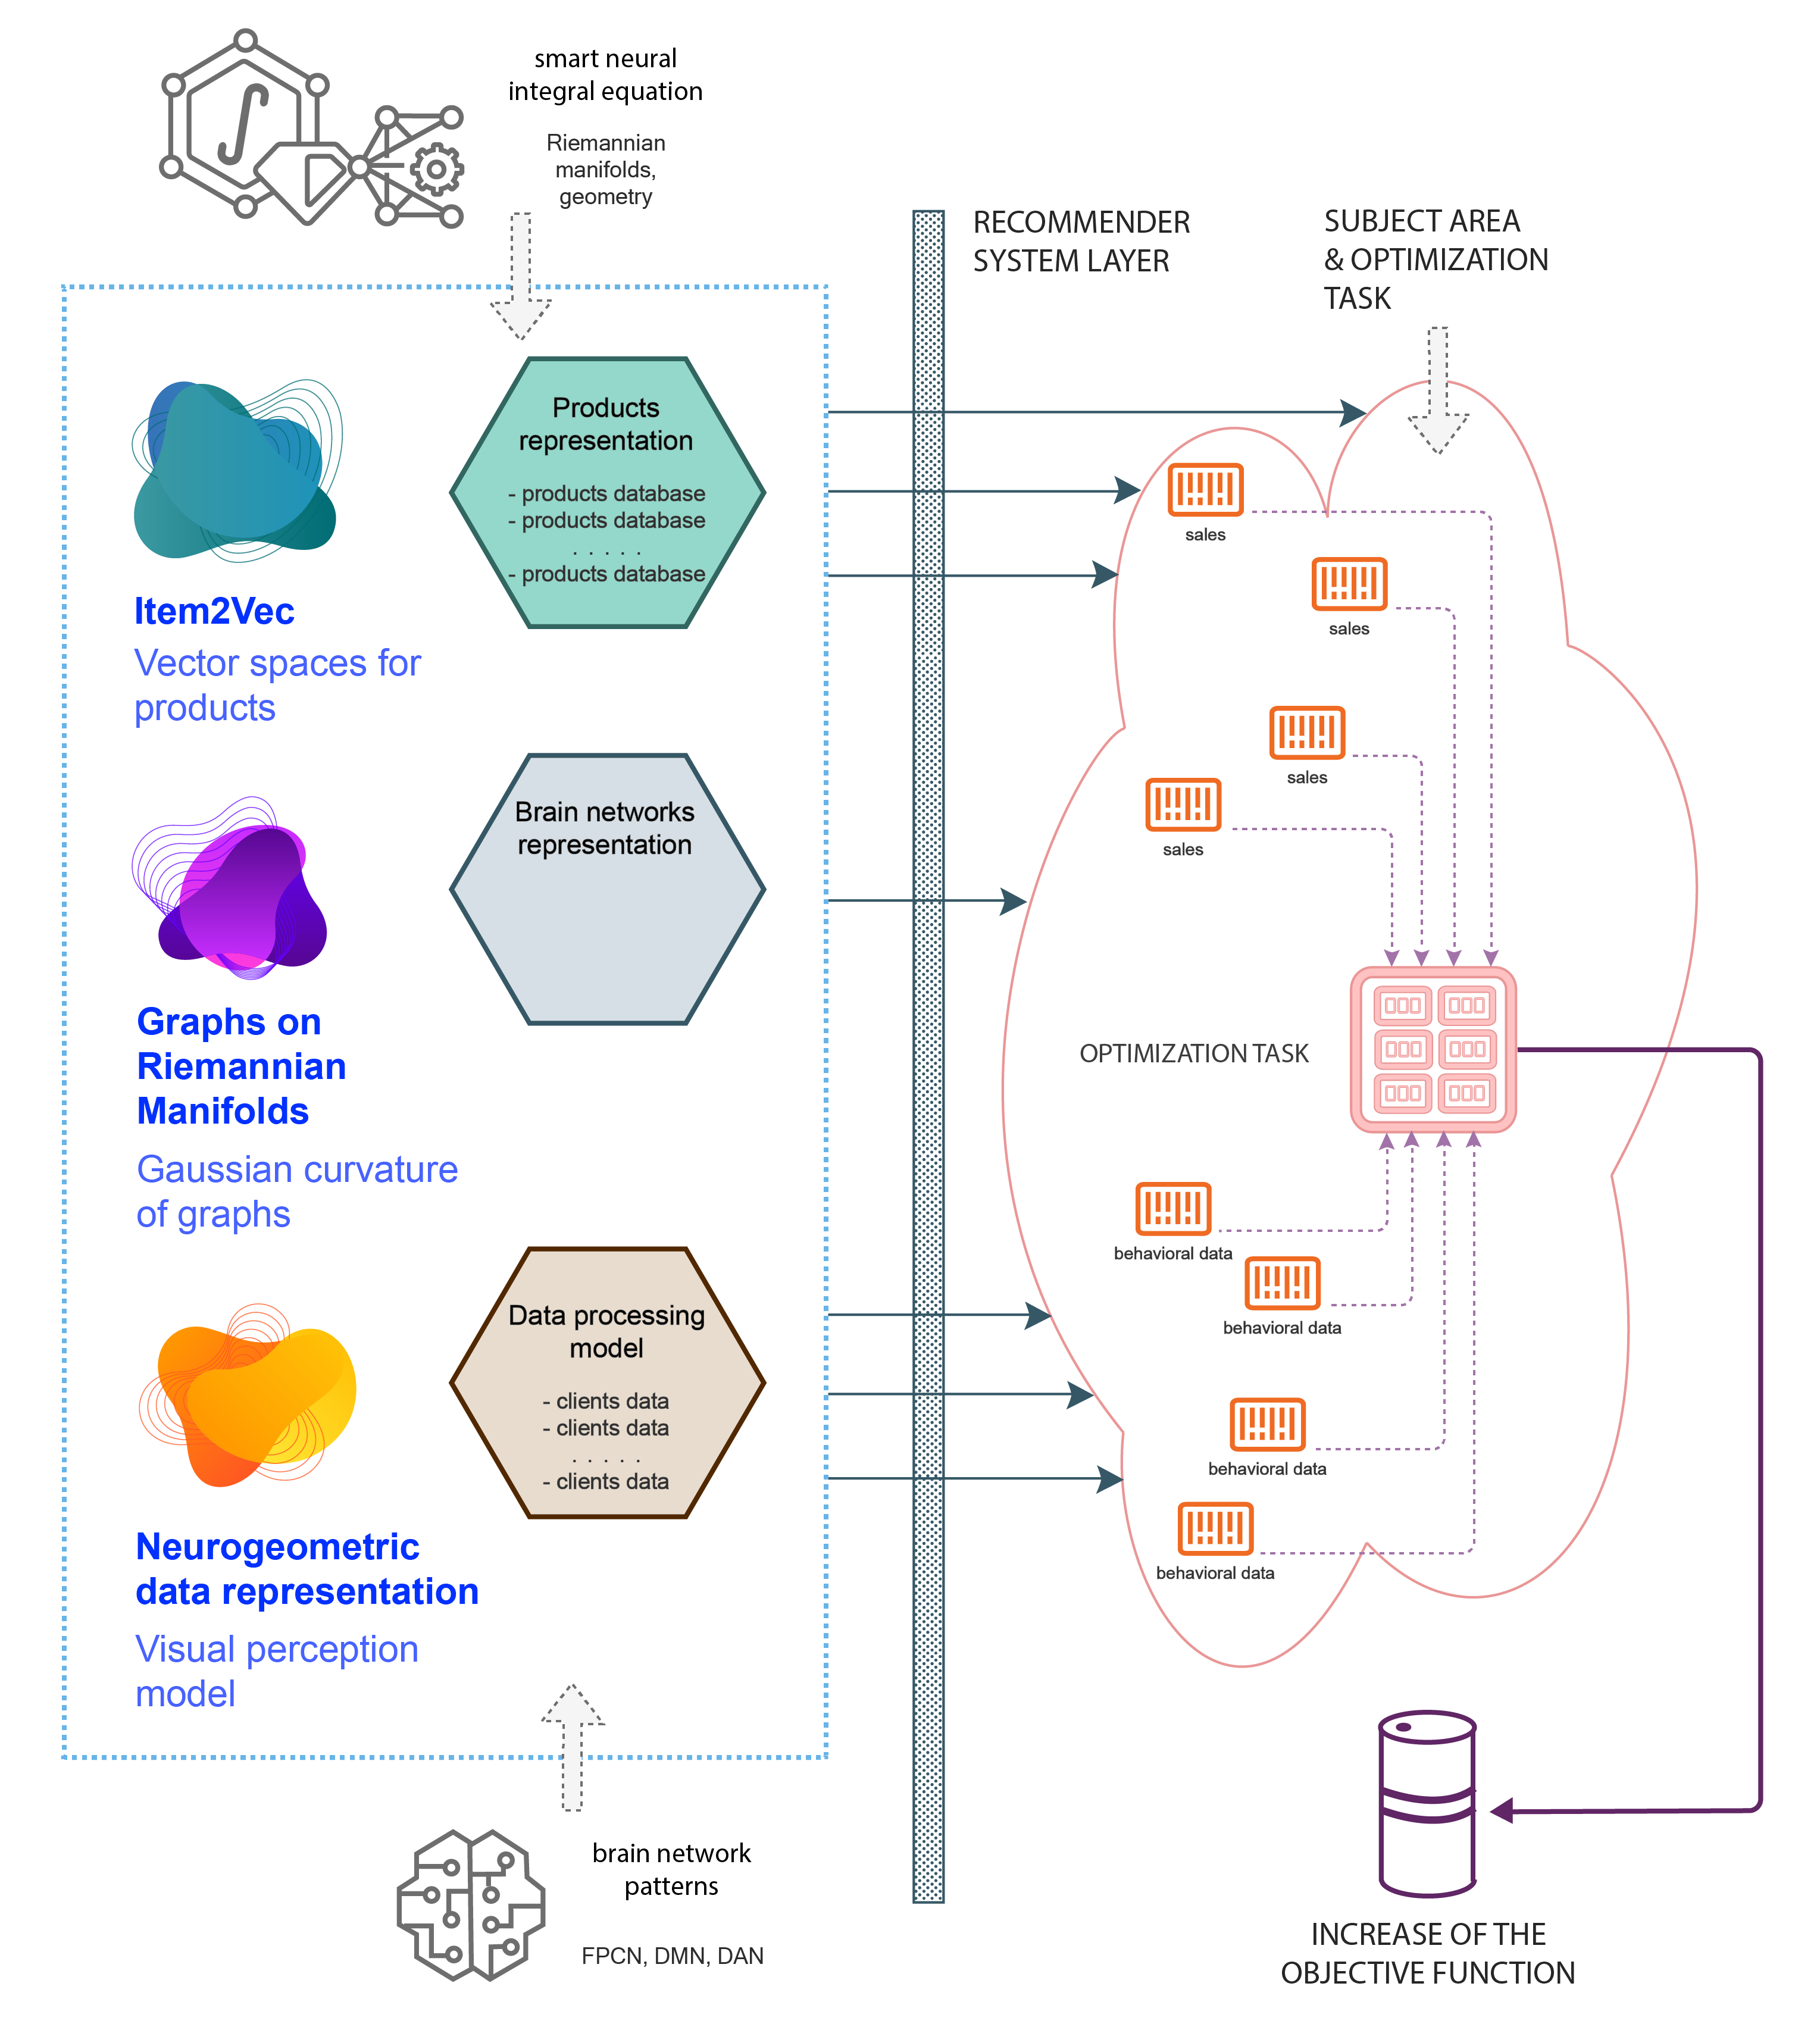 smart neural
integral equation
Riemannian
manifolds,
geometry
RECOMMENDER
SYSTEM LAYER
SUBJECT AREA
& OPTIMIZATION
TASK
Products
representation
- products database
- products database
. . . . .
- products database
Item2Vec
Vector spaces for
products
Brain networks
representation
Graphs on
Riemannian
Manifolds
Gaussian curvature
of graphs
Data processing
model
- clients data
- clients data
. . . . .
- clients data
Neurogeometric
data representation
Visual perception
model
brain network
patterns
FPCN, DMN, DAN
sales
sales
sales
sales
OPTIMIZATION TASK
behavioral data
behavioral data
behavioral data
behavioral data
INCREASE OF THE
OBJECTIVE FUNCTION